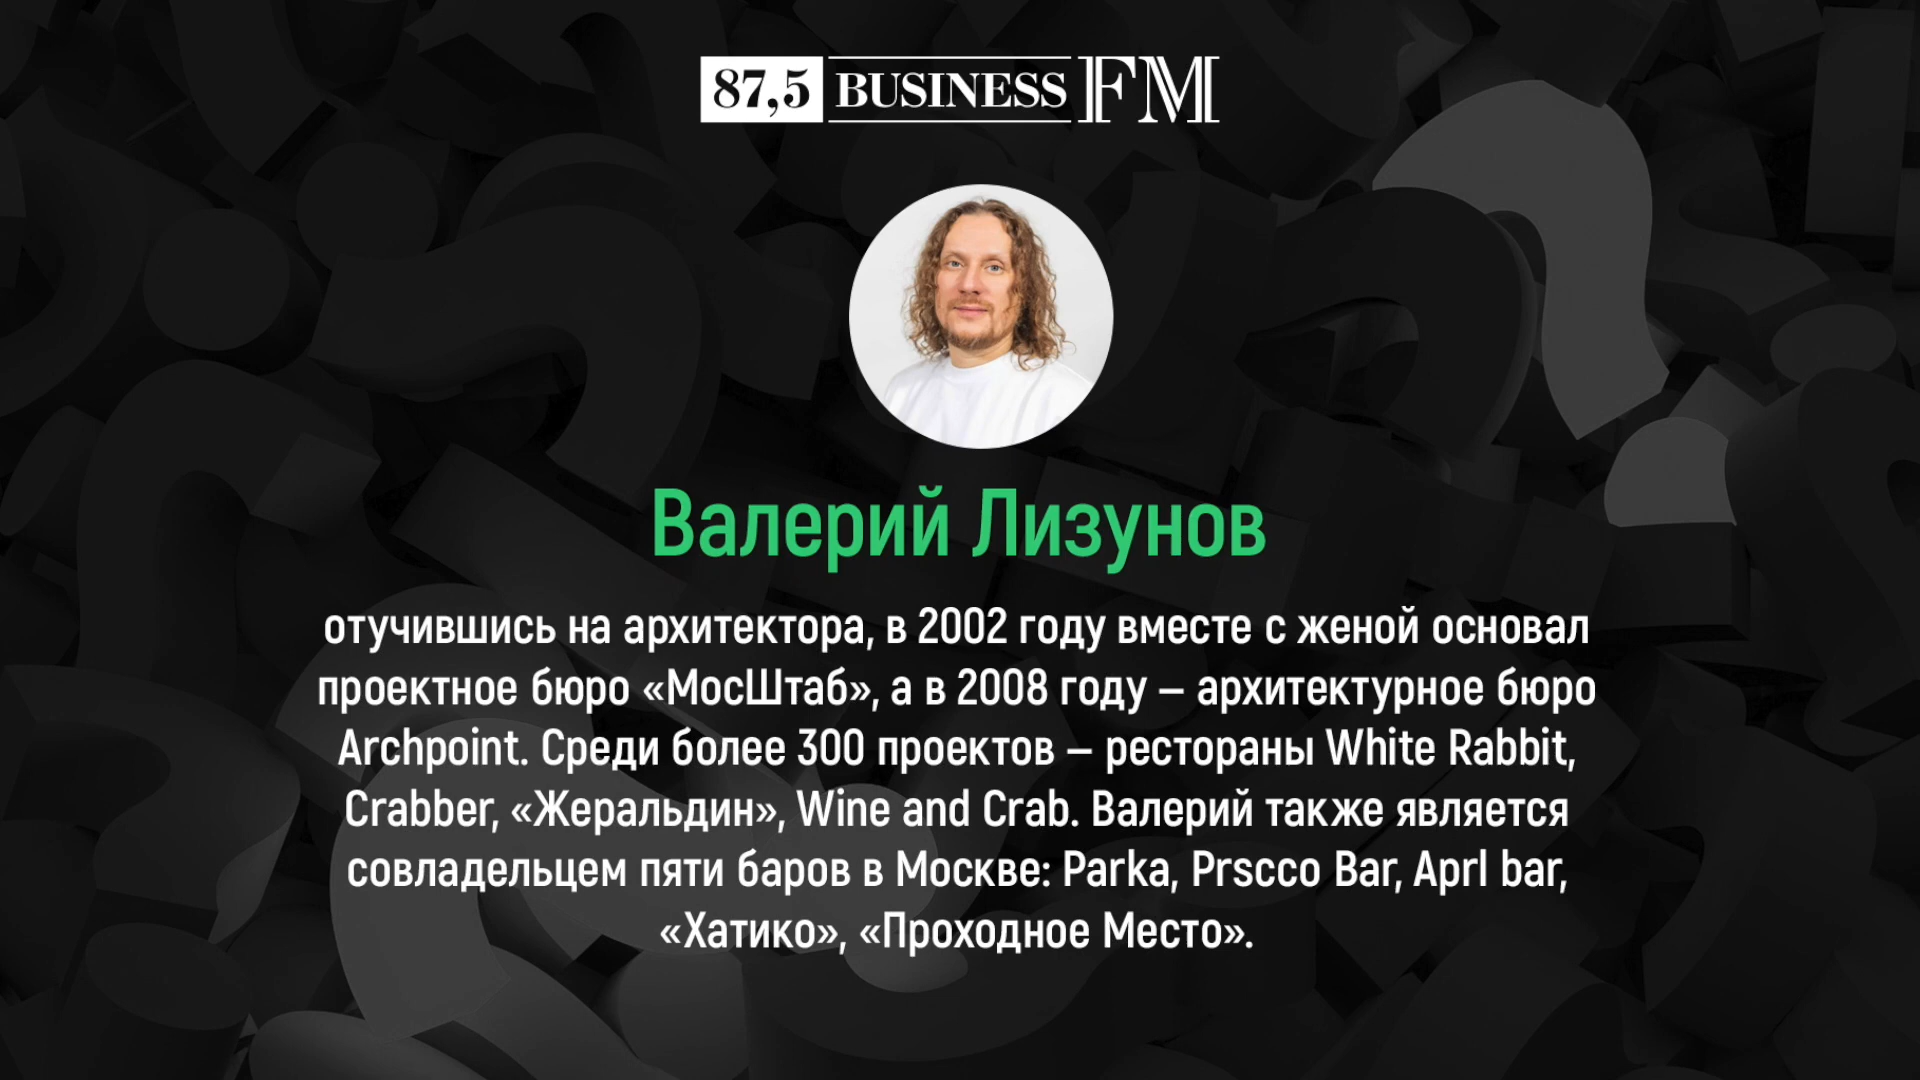 87,5 BUSINESS FM
Валерий Лизунов
отучившись на архитектора, в 2002 году вместе с женой основал
проектное бюро «МосШтаб», а в 2008 году – архитектурное бюро
Archpoint. Среди более 300 проектов – рестораны White Rabbit,
Crabber, «Жеральдин», Wine and Crab. Валерий также является
совладельцем пяти баров в Москве: Parka, Prscco Bar, Aprl bar,
«Хатико», «Проходное Место».